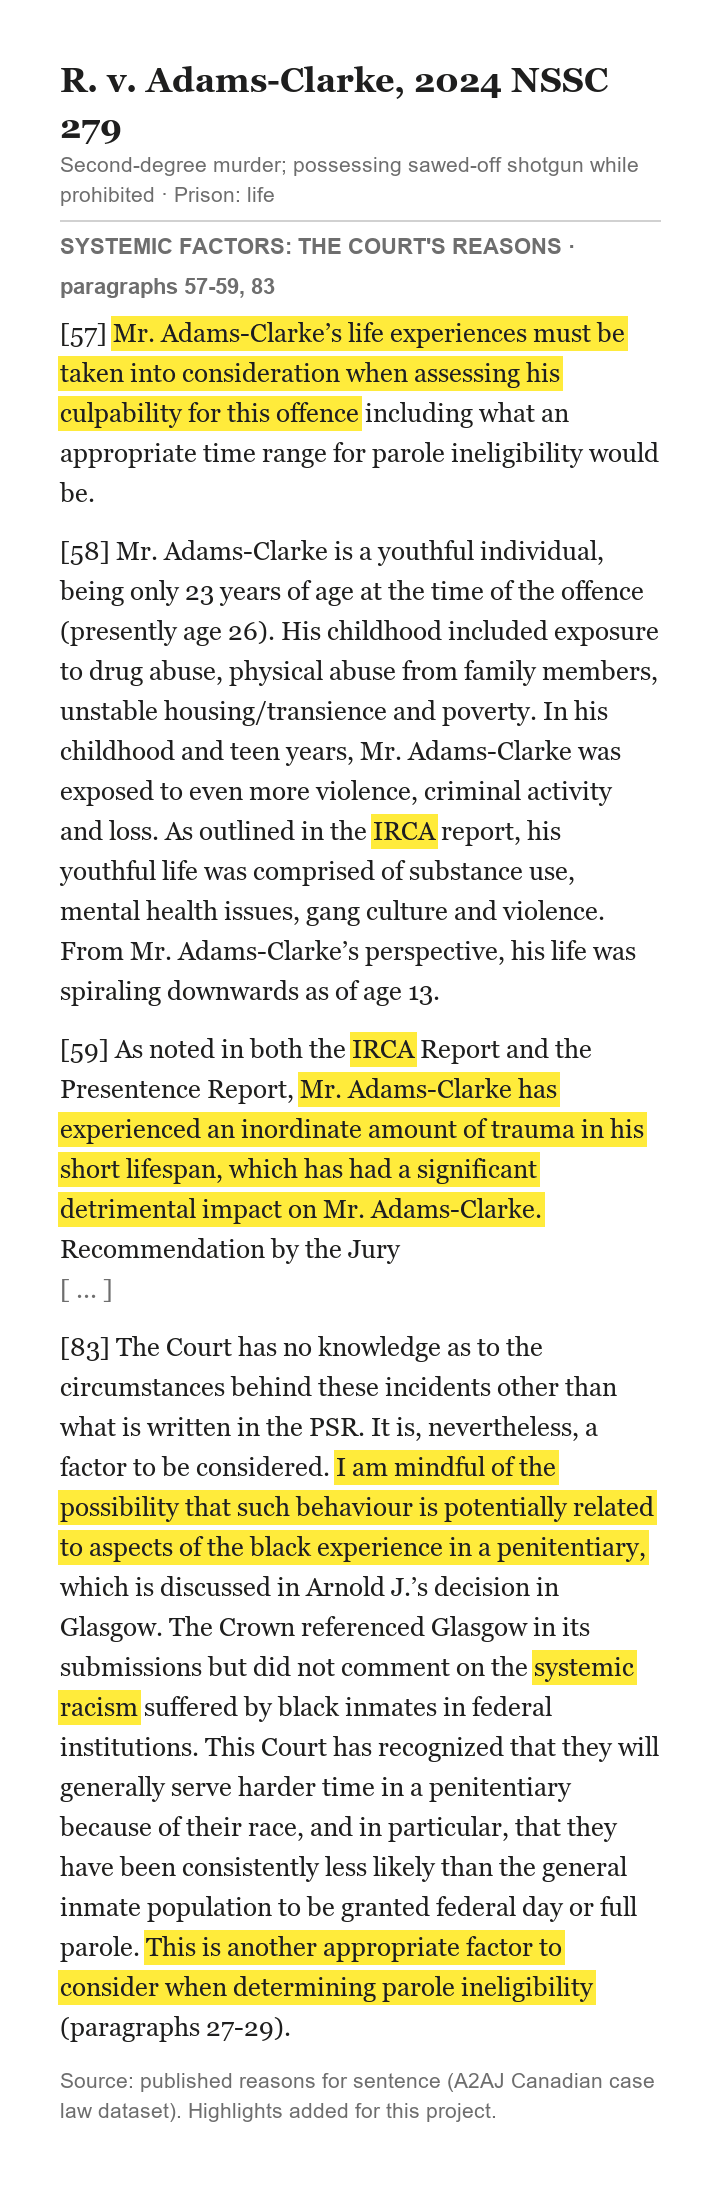 R. v. Adams-Clarke, 2024 NSSC
279
Second-degree murder; possessing sawed-off shotgun while
prohibited · Prison: life
SYSTEMIC FACTORS: THE COURT'S REASONS ·
paragraphs 57-59, 83
[57] Mr. Adams-Clarke’s life experiences must be
taken into consideration when assessing his
culpability for this offence including what an
appropriate time range for parole ineligibility would
be.
[58] Mr. Adams-Clarke is a youthful individual,
being only 23 years of age at the time of the offence
(presently age 26). His childhood included exposure
to drug abuse, physical abuse from family members,
unstable housing/transience and poverty. In his
childhood and teen years, Mr. Adams-Clarke was
exposed to even more violence, criminal activity
and loss. As outlined in the IRCA report, his
youthful life was comprised of substance use,
mental health issues, gang culture and violence.
From Mr. Adams-Clarke’s perspective, his life was
spiraling downwards as of age 13.
[59] As noted in both the IRCA Report and the
Presentence Report, Mr. Adams-Clarke has
experienced an inordinate amount of trauma in his
short lifespan, which has had a significant
detrimental impact on Mr. Adams-Clarke.
Recommendation by the Jury
[ ... ]
[83] The Court has no knowledge as to the
circumstances behind these incidents other than
what is written in the PSR. It is, nevertheless, a
factor to be considered. I am mindful of the
possibility that such behaviour is potentially related
to aspects of the black experience in a penitentiary,
which is discussed in Arnold J.’s decision in
Glasgow. The Crown referenced Glasgow in its
submissions but did not comment on the systemic
racism suffered by black inmates in federal
institutions. This Court has recognized that they will
generally serve harder time in a penitentiary
because of their race, and in particular, that they
have been consistently less likely than the general
inmate population to be granted federal day or full
parole. This is another appropriate factor to
consider when determining parole ineligibility
(paragraphs 27-29).
Source: published reasons for sentence (A2AJ Canadian case
law dataset). Highlights added for this project.